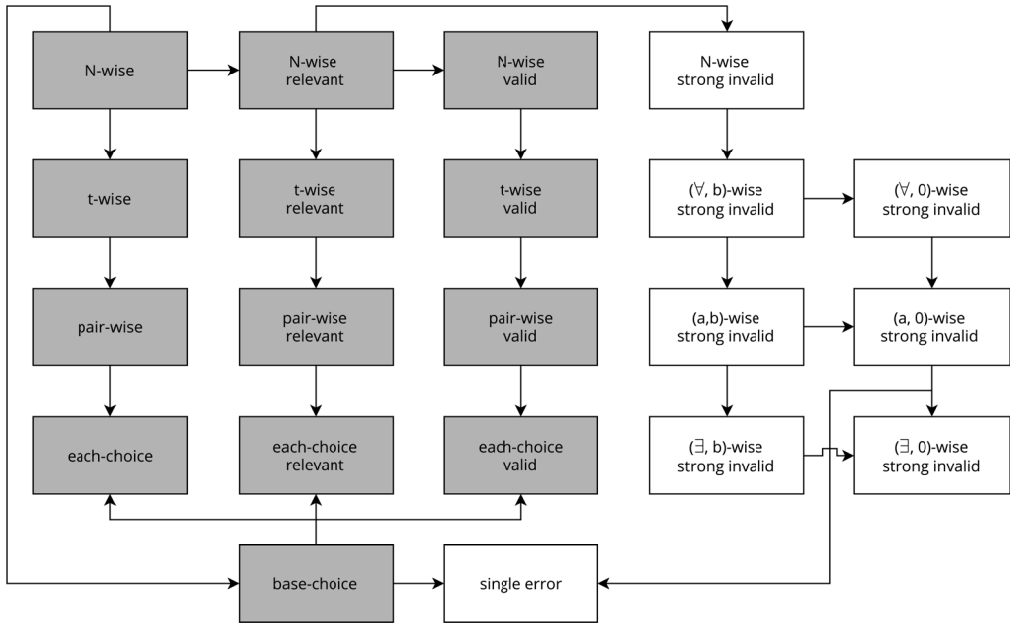 N-wise
N-wise
relevant
N-wise
valid
N-wise
strong invalid
t-wise
t-wise
relevant
t-wise
valid
(∀, b)-wise
strong invalid
(∀, 0)-wise
strong invalid
pair-wise
pair-wise
relevant
pair-wise
valid
(a,b)-wise
strong invalid
(a, 0)-wise
strong invalid
each-choice
each-choice
relevant
each-choice
valid
(∃, b)-wise
strong invalid
(∃, 0)-wise
strong invalid
base-choice
single error